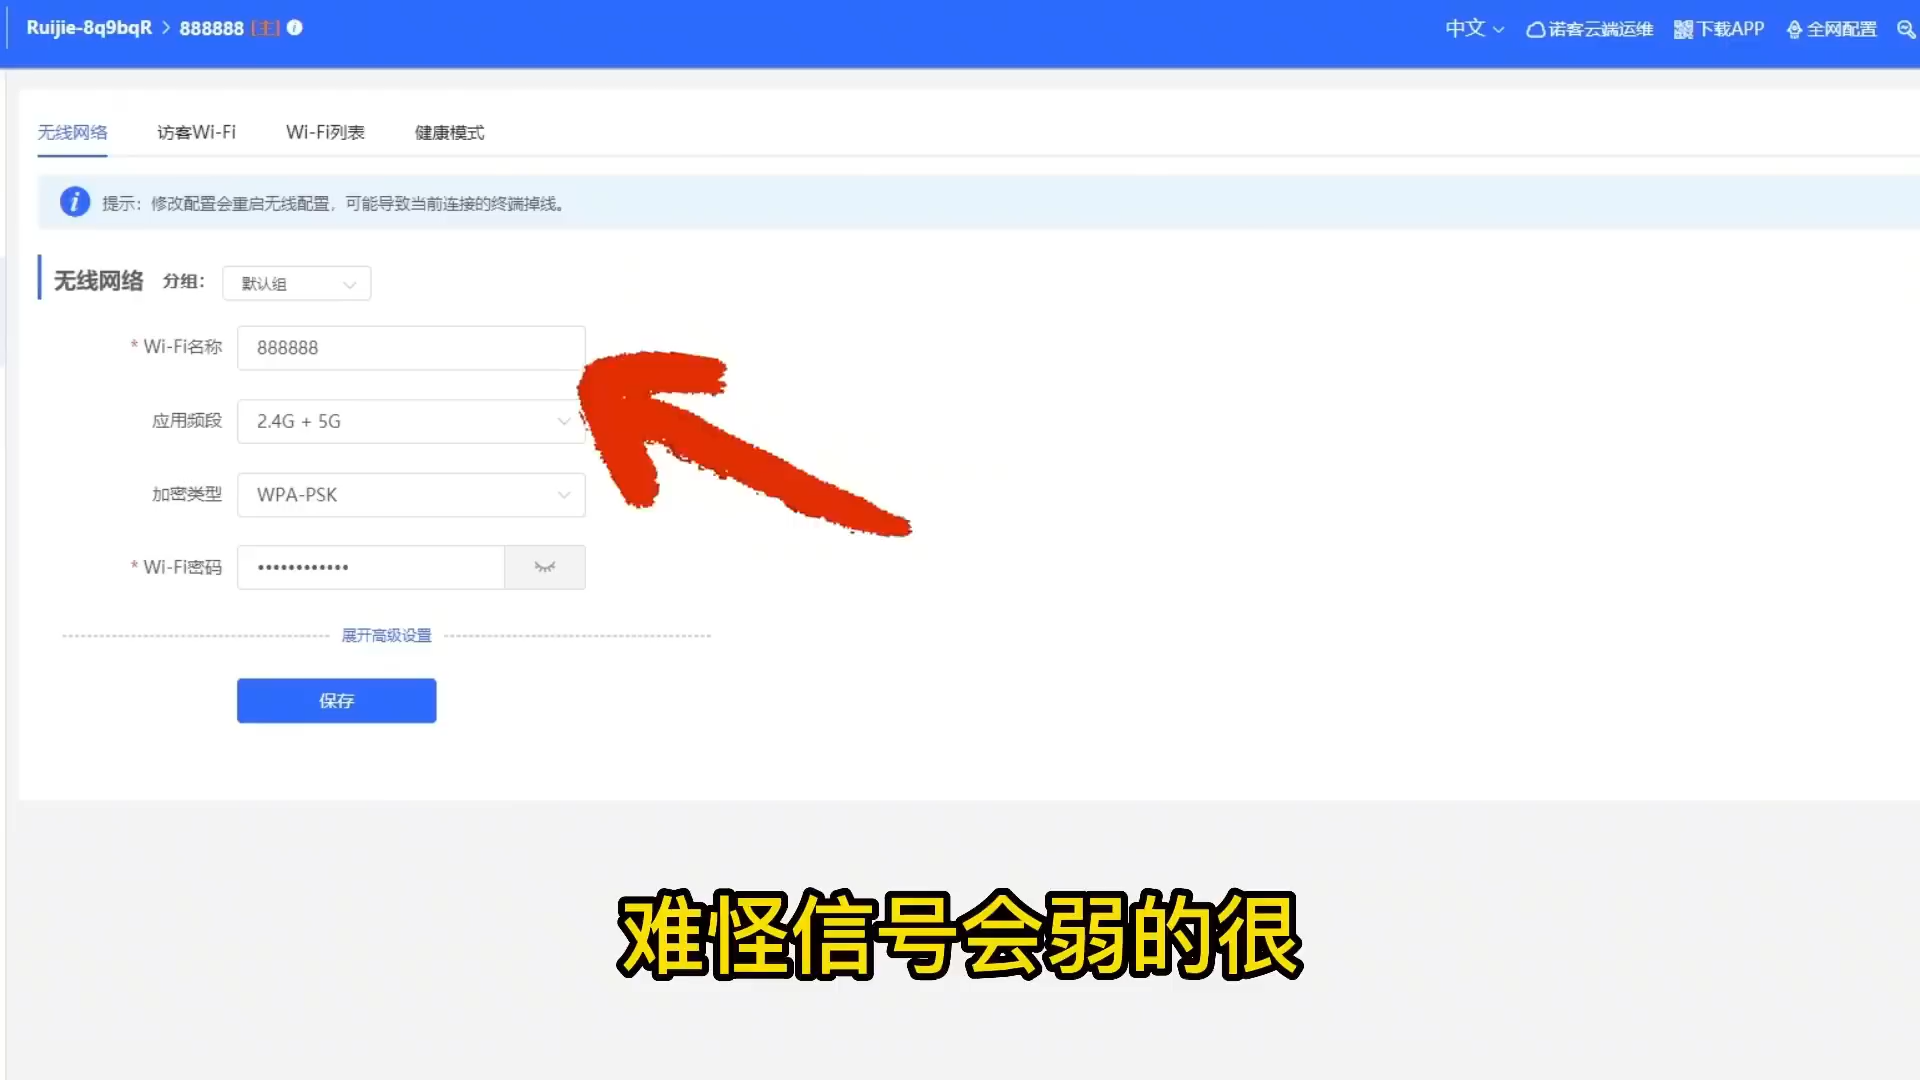 Ruijie-8q9bqR > 888888 [主]
中文 诺客云端运维 下载APP 全网配置
无线网络 访客Wi-Fi Wi-Fi列表 健康模式
提示：修改配置会重启无线配置，可能导致当前连接的终端掉线。
无线网络 分组： 默认组
* Wi-Fi名称 888888
应用频段 2.4G + 5G
加密类型 WPA-PSK
* Wi-Fi密码 ••••••••••••
展开高级设置
保存
难怪信号会弱的很